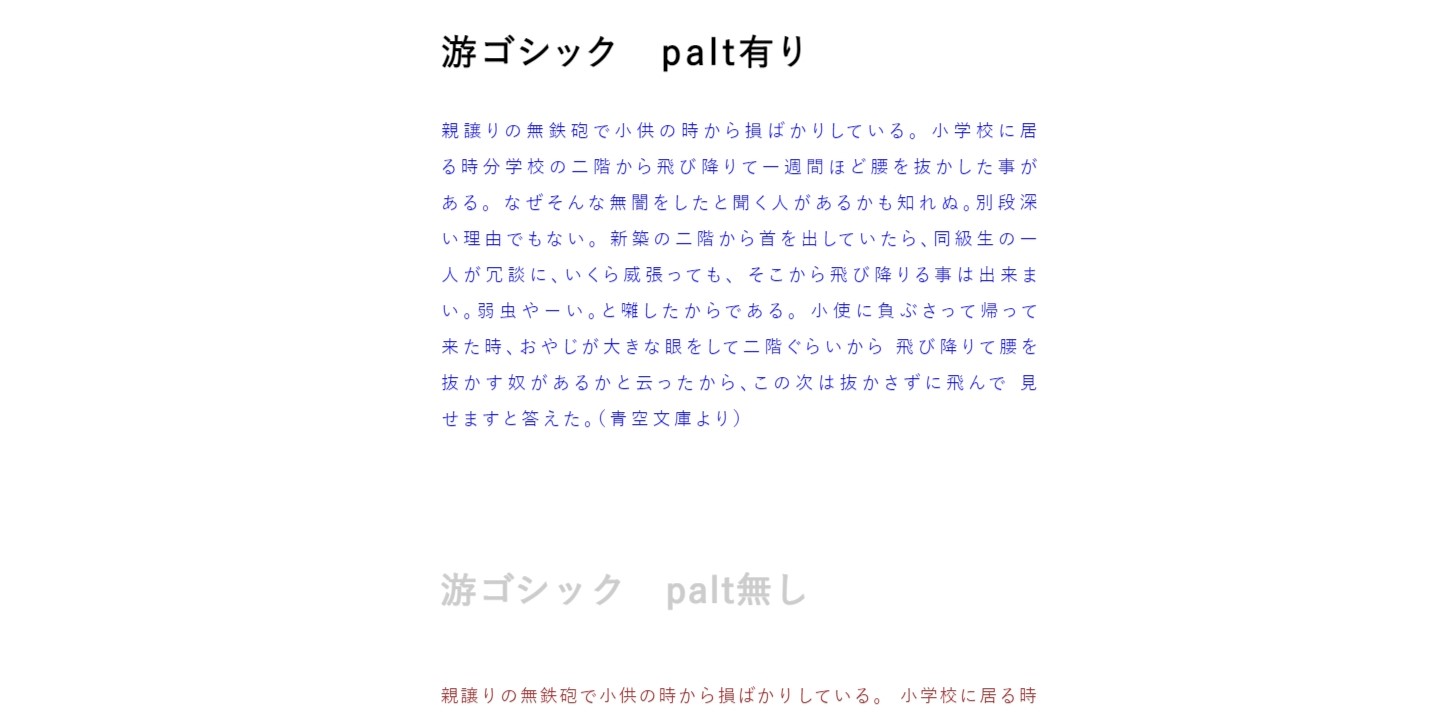 游ゴシック　palt有り
親譲りの無鉄砲で小供の時から損ばかりしている。 小学校に居
る時分学校の二階から飛び降りて一週間ほど腰を抜かした事が
ある。 なぜそんな無闇をしたと聞く人があるかも知れぬ。別段深
い理由でもない。 新築の二階から首を出していたら、同級生の一
人が冗談に、いくら威張っても、 そこから飛び降りる事は出来ま
い。弱虫やーい。と囃したからである。 小使に負ぶさって帰って
来た時、おやじが大きな眼をして二階ぐらいから 飛び降りて腰を
抜かす奴があるかと云ったから、この次は抜かさずに飛んで 見
せますと答えた。（青空文庫より）
游ゴシック　palt無し
親譲りの無鉄砲で小供の時から損ばかりしている。 小学校に居る時